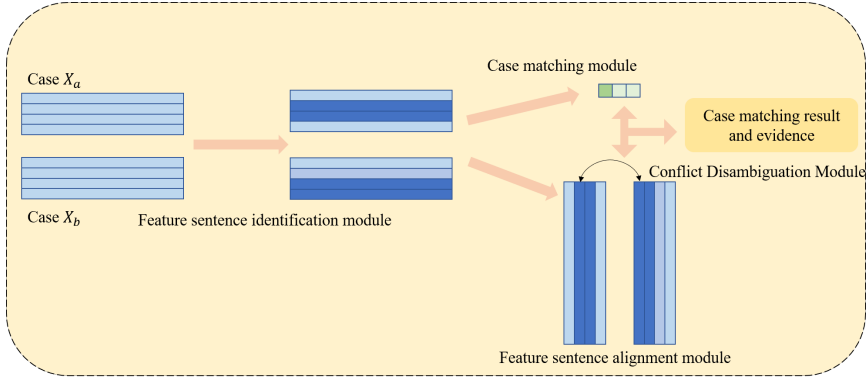 Case Xₐ
Case X_b
Feature sentence identification module
Case matching module
Case matching result
and evidence
Conflict Disambiguation Module
Feature sentence alignment module